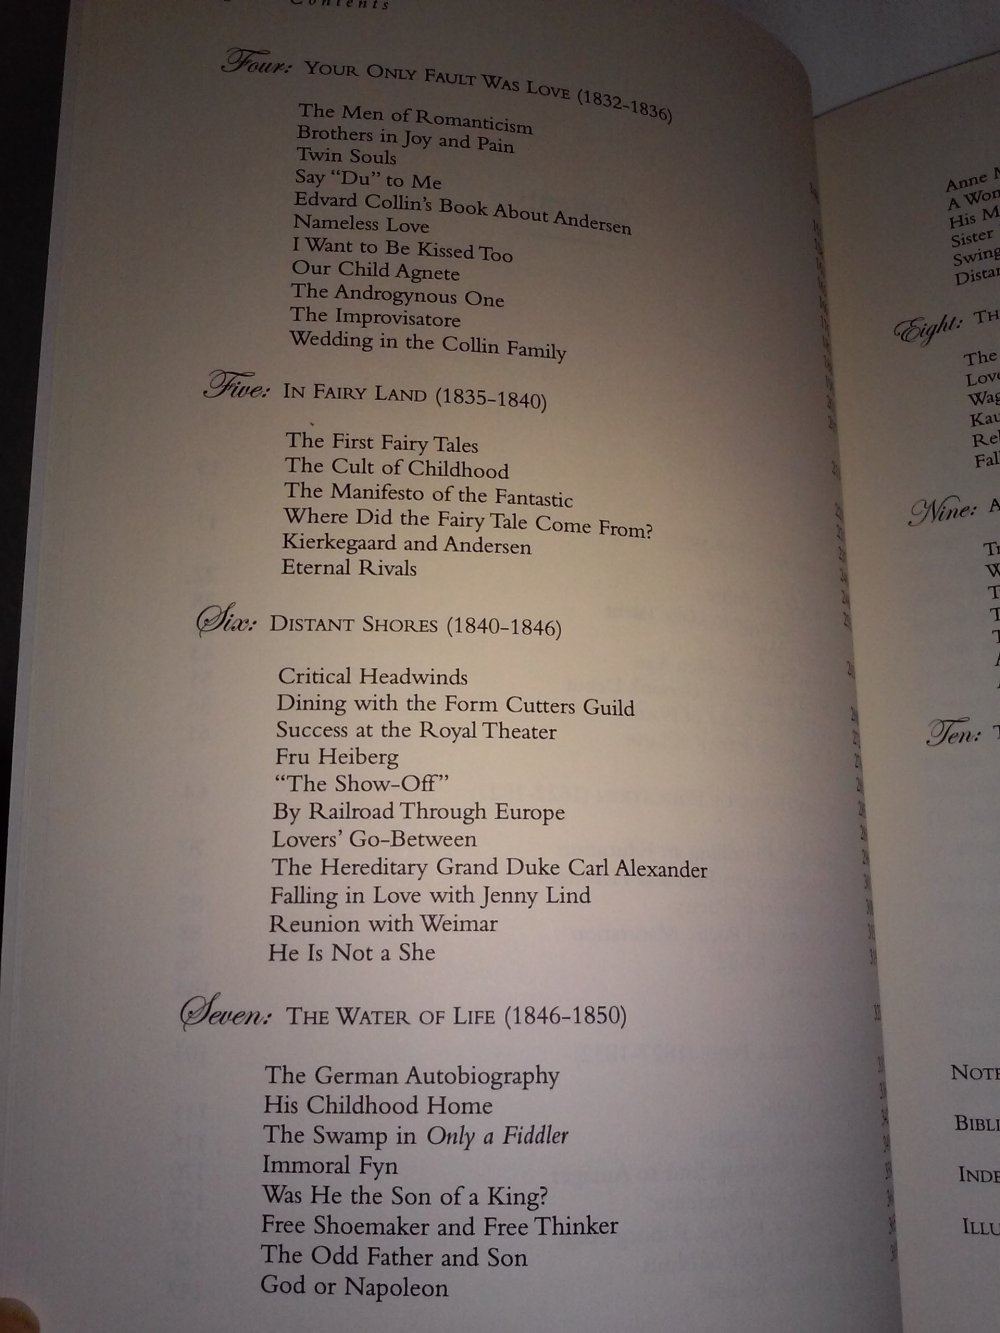 Contents
Four: YOUR ONLY FAULT WAS LOVE (1832–1836)
The Men of Romanticism
Brothers in Joy and Pain
Twin Souls
Say “Du” to Me
Edvard Collin’s Book About Andersen
Nameless Love
I Want to Be Kissed Too
Our Child Agnete
The Androgynous One
The Improvisatore
Wedding in the Collin Family
Five: IN FAIRY LAND (1835–1840)
The First Fairy Tales
The Cult of Childhood
The Manifesto of the Fantastic
Where Did the Fairy Tale Come From?
Kierkegaard and Andersen
Eternal Rivals
Six: DISTANT SHORES (1840–1846)
Critical Headwinds
Dining with the Form Cutters Guild
Success at the Royal Theater
Fru Heiberg
“The Show-Off”
By Railroad Through Europe
Lovers’ Go-Between
The Hereditary Grand Duke Carl Alexander
Falling in Love with Jenny Lind
Reunion with Weimar
He Is Not a She
Seven: THE WATER OF LIFE (1846–1850)
The German Autobiography
His Childhood Home
The Swamp in Only a Fiddler
Immoral Fyn
Was He the Son of a King?
Free Shoemaker and Free Thinker
The Odd Father and Son
God or Napoleon
Anne
A
His
Sister
Eight:
The
Nine:
Ten: